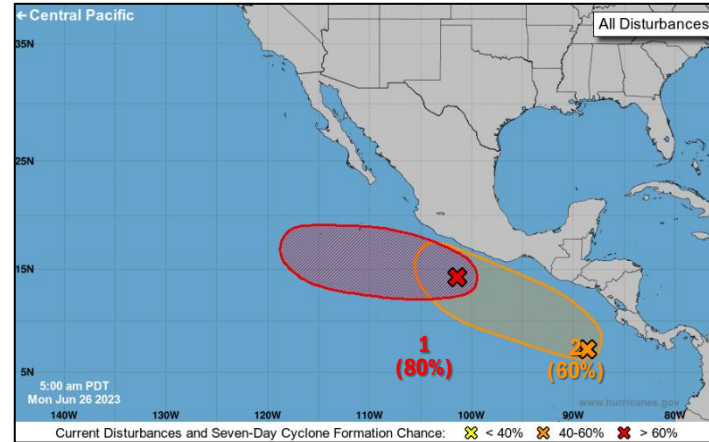 ← Central Pacific
All Disturbances
35N
25N
15N
5N
1
(80%)
2
(60%)
5:00 am PDT
Mon Jun 26 2023
www.hurricanes.gov
140W 130W 120W 110W 100W 90W 80W
Current Disturbances and Seven-Day Cyclone Formation Chance: < 40% 40-60% > 60%